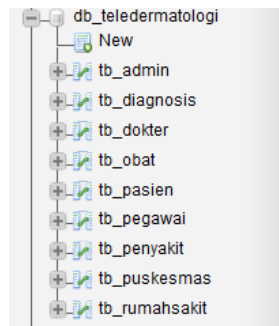 db_teledermatologi
New
tb_admin
tb_diagnosis
tb_dokter
tb_obat
tb_pasien
tb_pegawai
tb_penyakit
tb_puskesmas
tb_rumahsakit